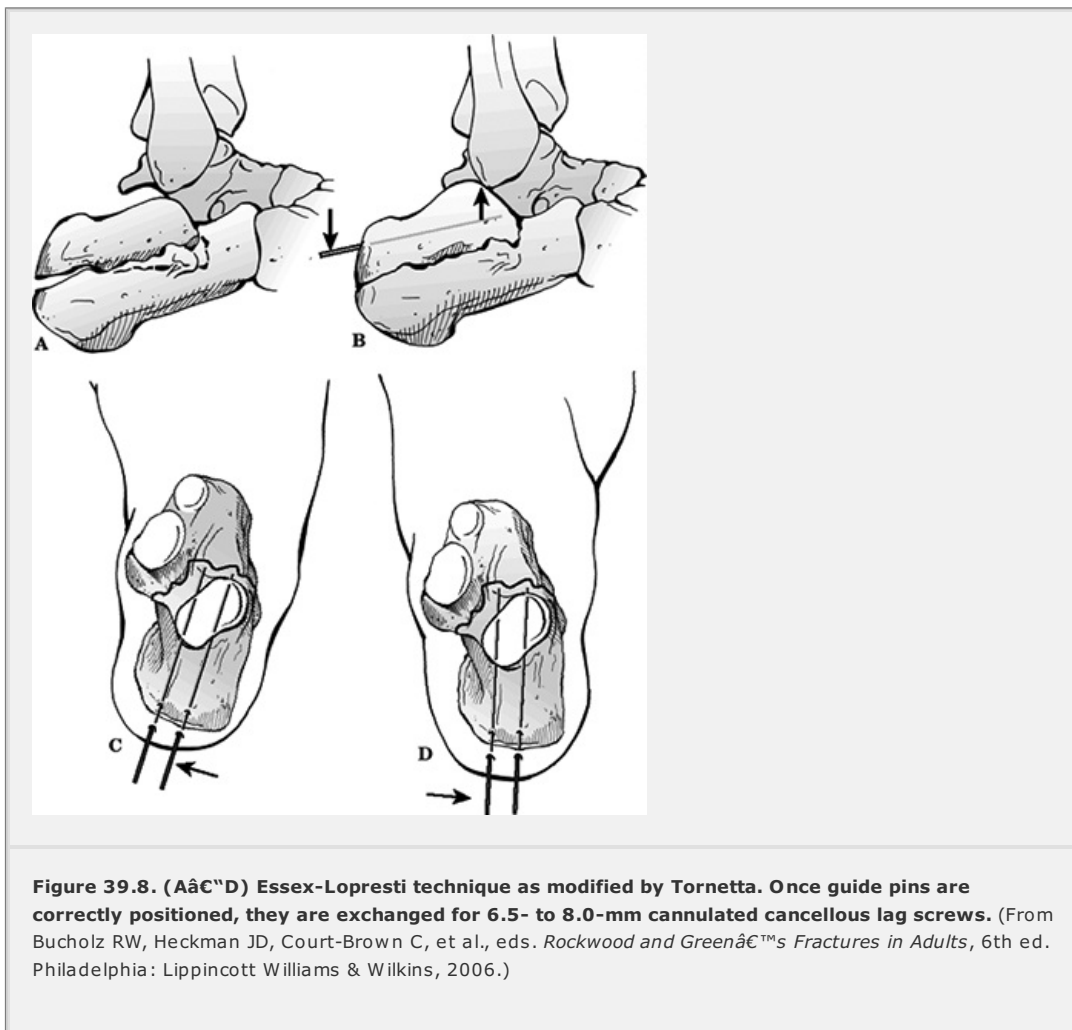 A
B
C
D
Figure 39.8. (Aâ€“D) Essex-Lopresti technique as modified by Tornetta. Once guide pins are
correctly positioned, they are exchanged for 6.5- to 8.0-mm cannulated cancellous lag screws. (From
Bucholz RW, Heckman JD, Court-Brown C, et al., eds. Rockwood and Greenâ€™s Fractures in Adults, 6th ed.
Philadelphia: Lippincott Williams & Wilkins, 2006.)